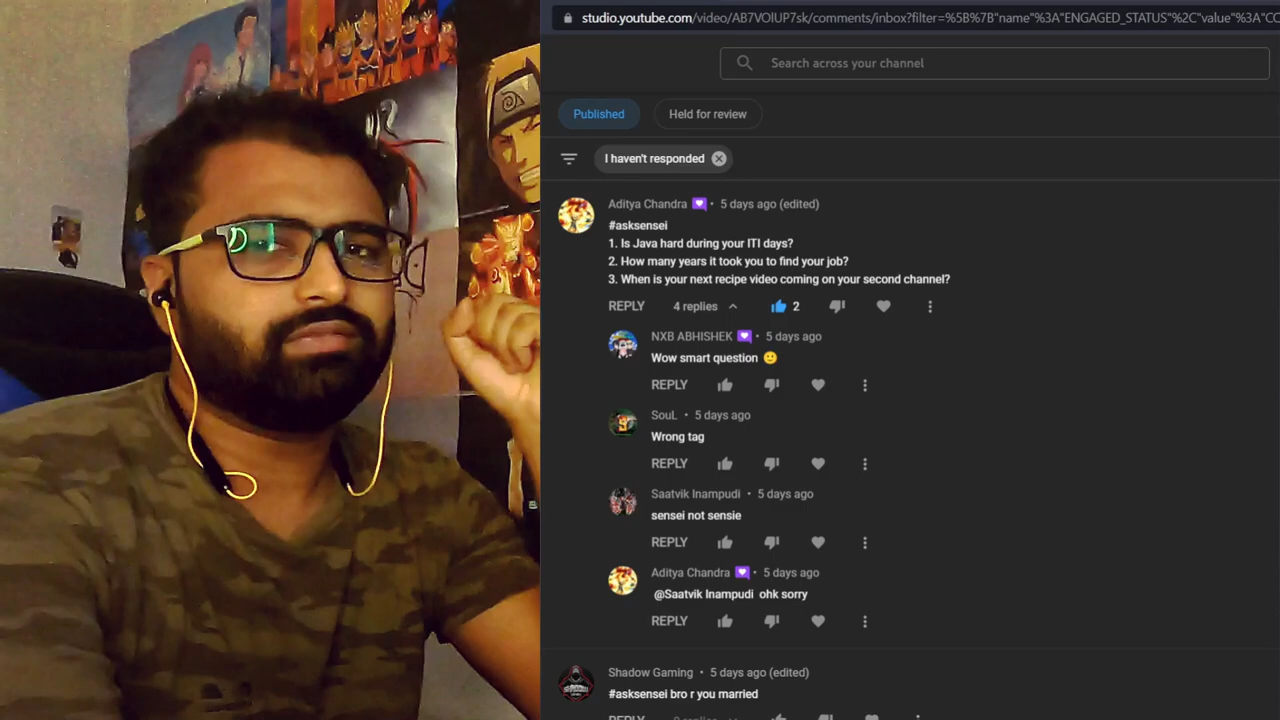 studio.youtube.com/video/AB7VOlUP7sk/comments/inbox?filter=%5B%7B"name"%3A"ENGAGED_STATUS"%2C"value"%3A"CO
Search across your channel
Published
Held for review
I haven't responded
Aditya Chandra • 5 days ago (edited)
#asksensei
1. Is Java hard during your ITI days?
2. How many years it took you to find your job?
3. When is your next recipe video coming on your second channel?
REPLY 4 replies 2
NXB ABHISHEK • 5 days ago
Wow smart question 🙂
REPLY
SouL • 5 days ago
Wrong tag
REPLY
Saatvik Inampudi • 5 days ago
sensei not sensie
REPLY
Aditya Chandra • 5 days ago
@Saatvik Inampudi ohk sorry
REPLY
Shadow Gaming • 5 days ago (edited)
#asksensei bro r you married
REPLY